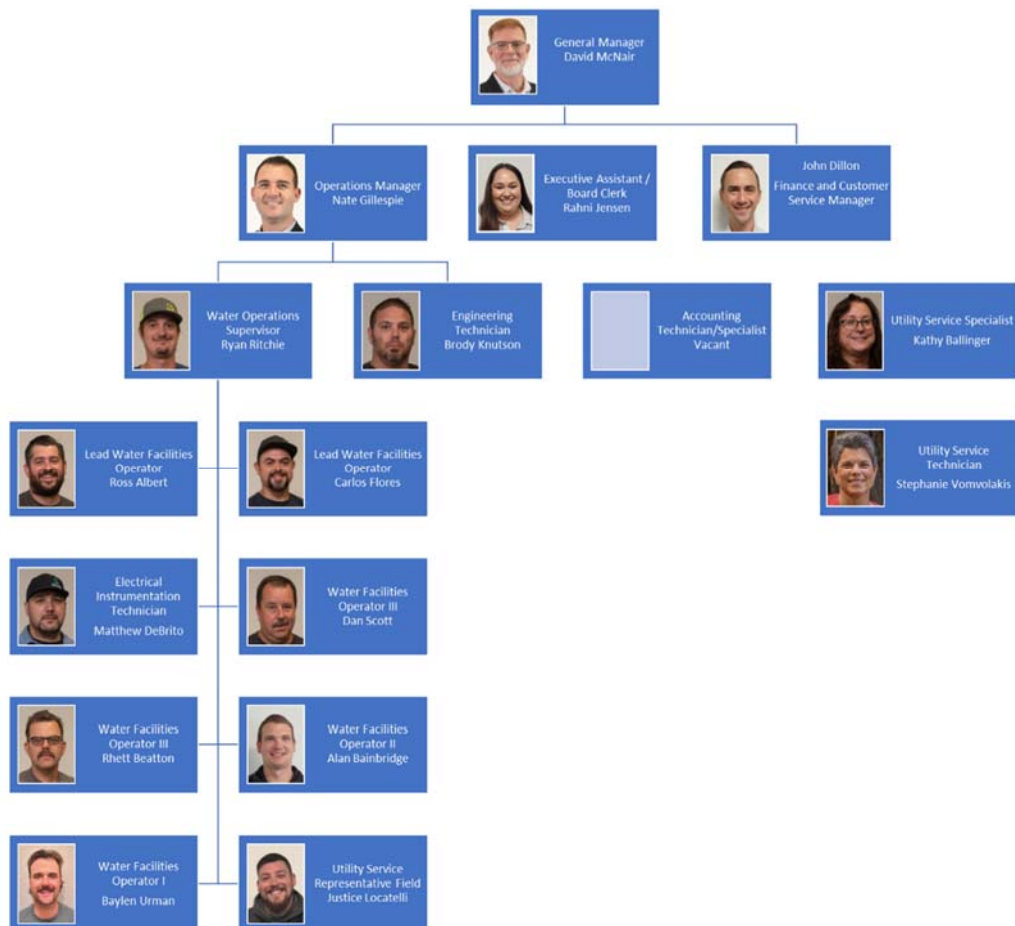 General Manager
David McNair
Operations Manager
Nate Gillespie
Executive Assistant /
Board Clerk
Rahni Jensen
John Dillon
Finance and Customer
Service Manager
Water Operations
Supervisor
Ryan Ritchie
Engineering
Technician
Brody Knutson
Accounting
Technician/Specialist
Vacant
Utility Service Specialist
Kathy Ballinger
Lead Water Facilities
Operator
Ross Albert
Lead Water Facilities
Operator
Carlos Flores
Utility Service
Technician
Stephanie Vomvolakis
Electrical
Instrumentation
Technician
Matthew DeBrito
Water Facilities
Operator III
Dan Scott
Water Facilities
Operator III
Rhett Beatton
Water Facilities
Operator II
Alan Bainbridge
Water Facilities
Operator I
Baylen Urman
Utility Service
Representative Field
Justice Locatelli